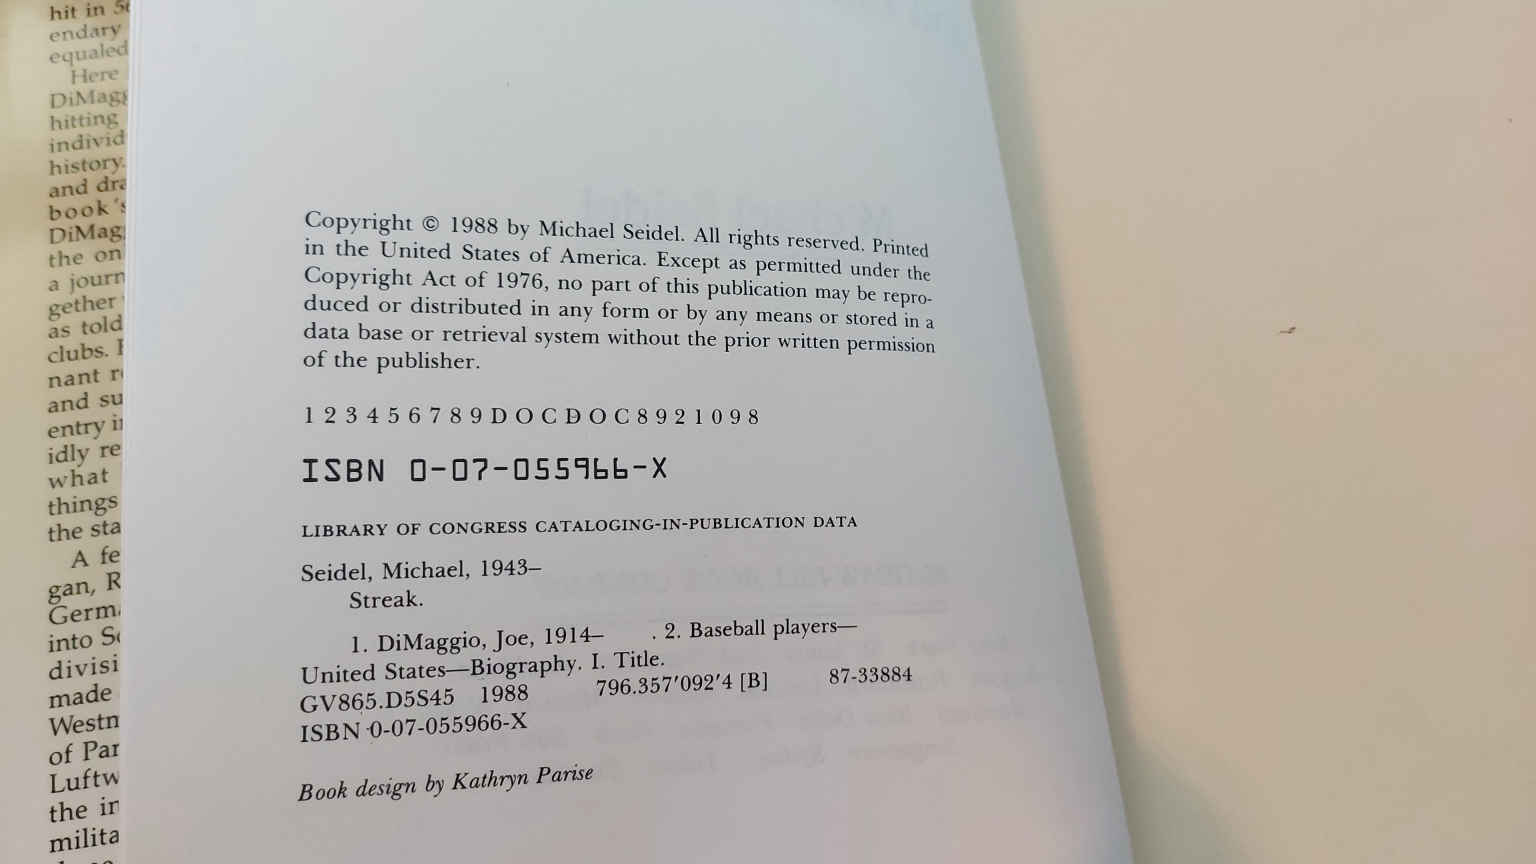 hit in 56
endary
equaled
Here
DiMagg
hitting
individ
history.
and dra
book's
DiMagg
the on
a journ
gether
as told
clubs.
nant r
and su
entry i
idly re
what
things
the sta
A fe
gan, R
Germa
into S
divisi
made
Westm
of Par
Luftw
the in
milita
Copyright © 1988 by Michael Seidel. All rights reserved. Printed
in the United States of America. Except as permitted under the
Copyright Act of 1976, no part of this publication may be repro-
duced or distributed in any form or by any means or stored in a
data base or retrieval system without the prior written permission
of the publisher.
1 2 3 4 5 6 7 8 9 D O C D O C 8 9 2 1 0 9 8
ISBN 0-07-055966-X
LIBRARY OF CONGRESS CATALOGING-IN-PUBLICATION DATA
Seidel, Michael, 1943–
Streak.
1. DiMaggio, Joe, 1914– . 2. Baseball players—
United States—Biography. I. Title.
GV865.D5S45 1988 796.357'092'4 [B] 87-33884
ISBN 0-07-055966-X
Book design by Kathryn Parise